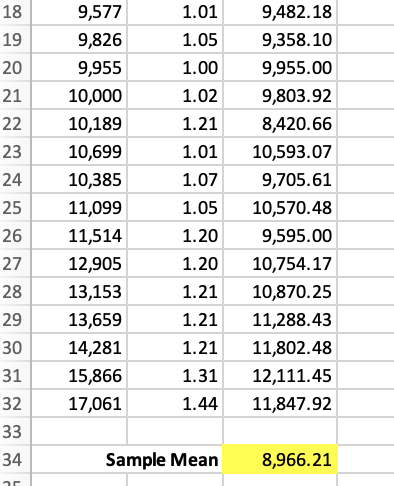 18 9,577 1.01 9,482.18
19 9,826 1.05 9,358.10
20 9,955 1.00 9,955.00
21 10,000 1.02 9,803.92
22 10,189 1.21 8,420.66
23 10,699 1.01 10,593.07
24 10,385 1.07 9,705.61
25 11,099 1.05 10,570.48
26 11,514 1.20 9,595.00
27 12,905 1.20 10,754.17
28 13,153 1.21 10,870.25
29 13,659 1.21 11,288.43
30 14,281 1.21 11,802.48
31 15,866 1.31 12,111.45
32 17,061 1.44 11,847.92
33
34 Sample Mean 8,966.21